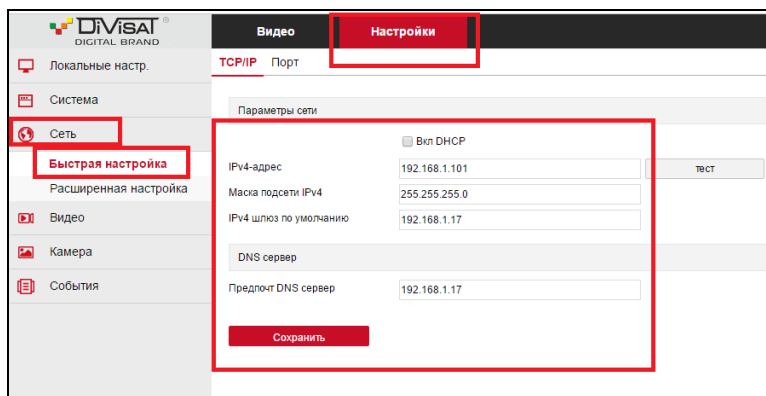 DiViSAT ®
DIGITAL BRAND
Видео Настройки
Локальные настр.
TCP/IP Порт
Система
Параметры сети
Сеть
Вкл DHCP
Быстрая настройка
IPv4-адрес 192.168.1.101 тест
Расширенная настройка
Маска подсети IPv4 255.255.255.0
Видео
IPv4 шлюз по умолчанию 192.168.1.17
Камера
DNS сервер
События
Предпочт DNS сервер 192.168.1.17
Сохранить